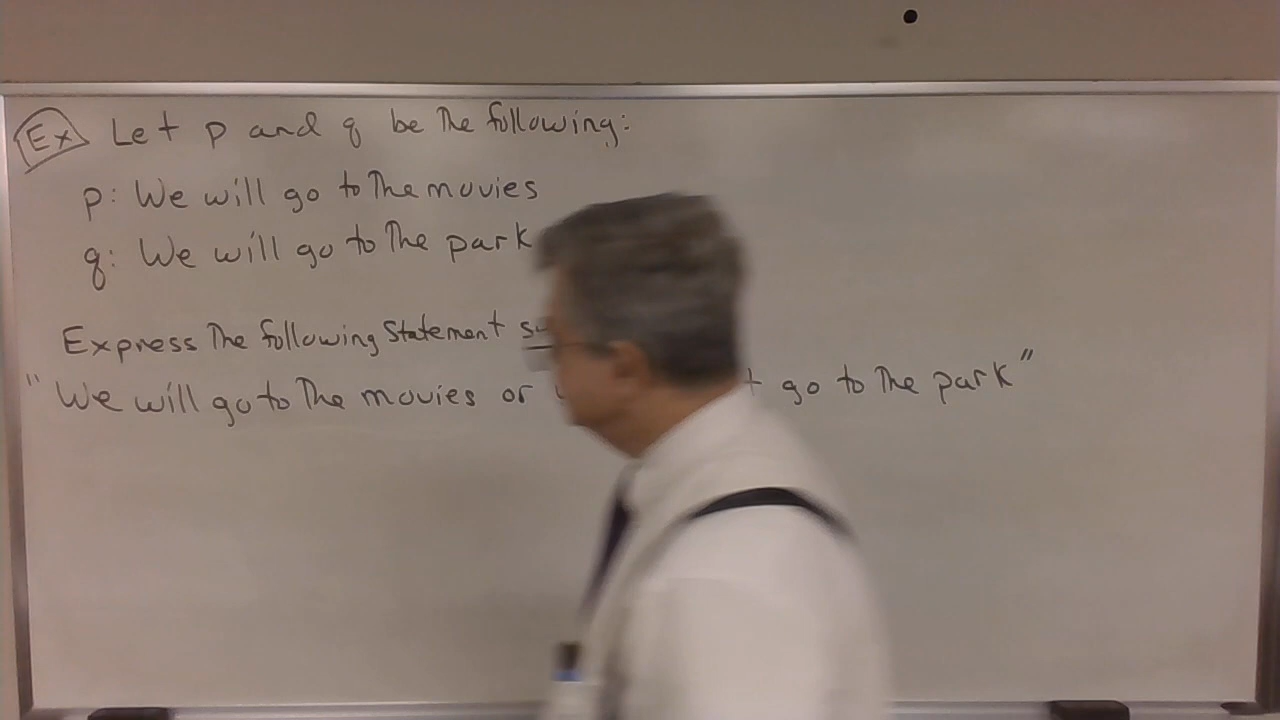 Ex Let p and q be the following:
p: We will go to the movies
q: We will go to the park
Express the following Statement
"We will go to the movies or go to the park"